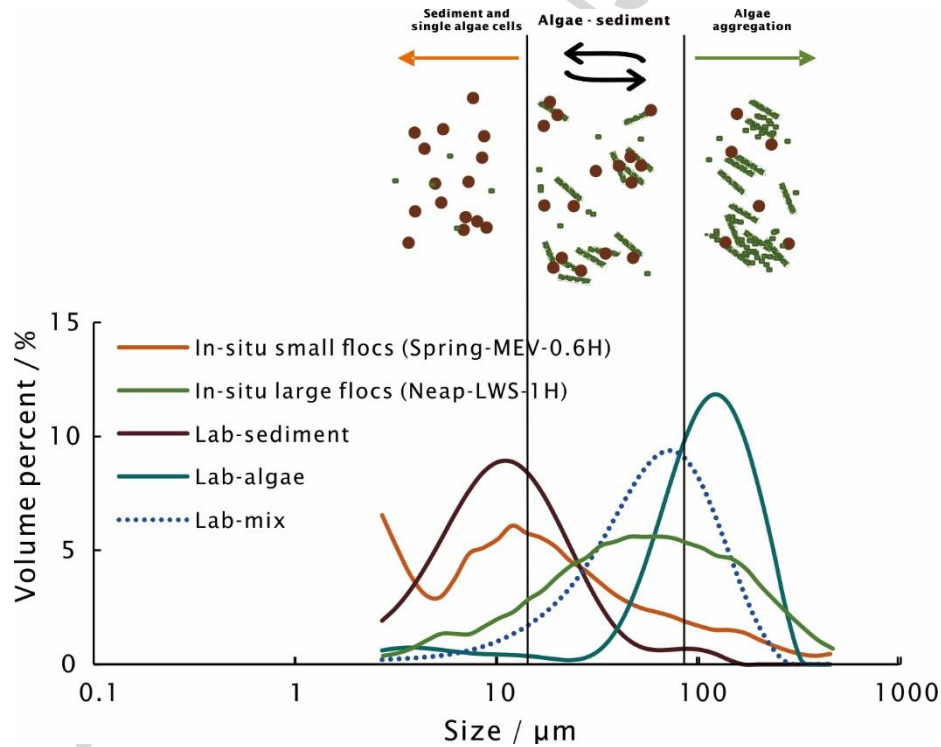 Sediment and
single algae cells
Algae - sediment
Algae
aggregation
15
10
5
0
Volume percent / %
In-situ small flocs (Spring-MEV-0.6H)
In-situ large flocs (Neap-LWS-1H)
Lab-sediment
Lab-algae
Lab-mix
0.1
1
10
100
1000
Size / μm